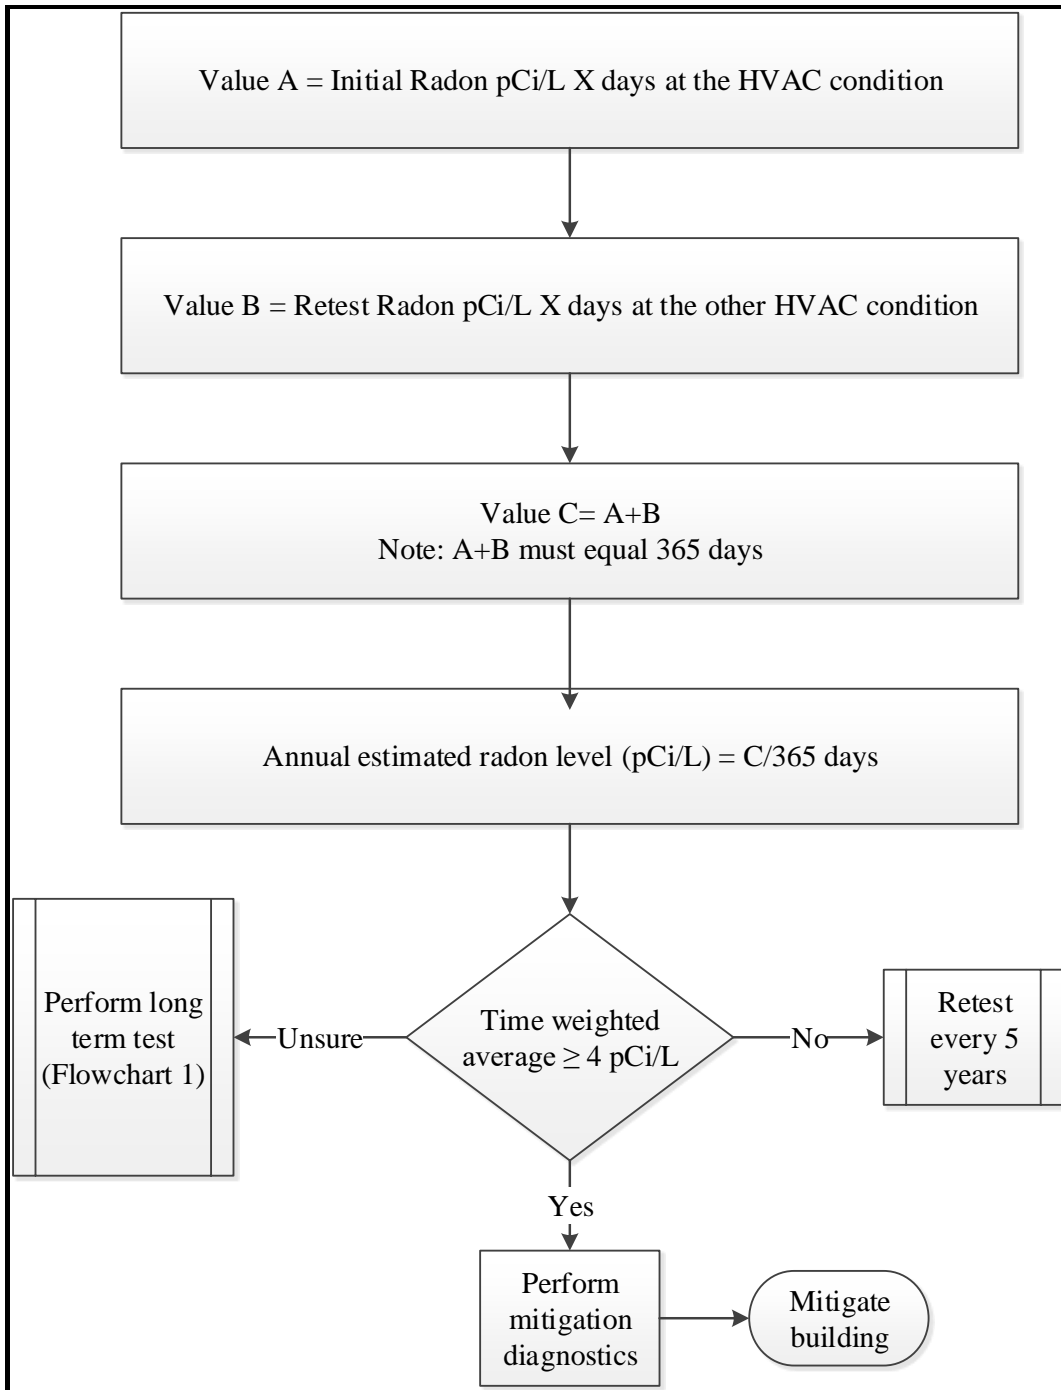 Value A = Initial Radon pCi/L X days at the HVAC condition
Value B = Retest Radon pCi/L X days at the other HVAC condition
Value C= A+B
Note: A+B must equal 365 days
Annual estimated radon level (pCi/L) = C/365 days
Time weighted
average ≥ 4 pCi/L
Unsure
Perform long
term test
(Flowchart 1)
No
Retest
every 5
years
Yes
Perform
mitigation
diagnostics
Mitigate
building